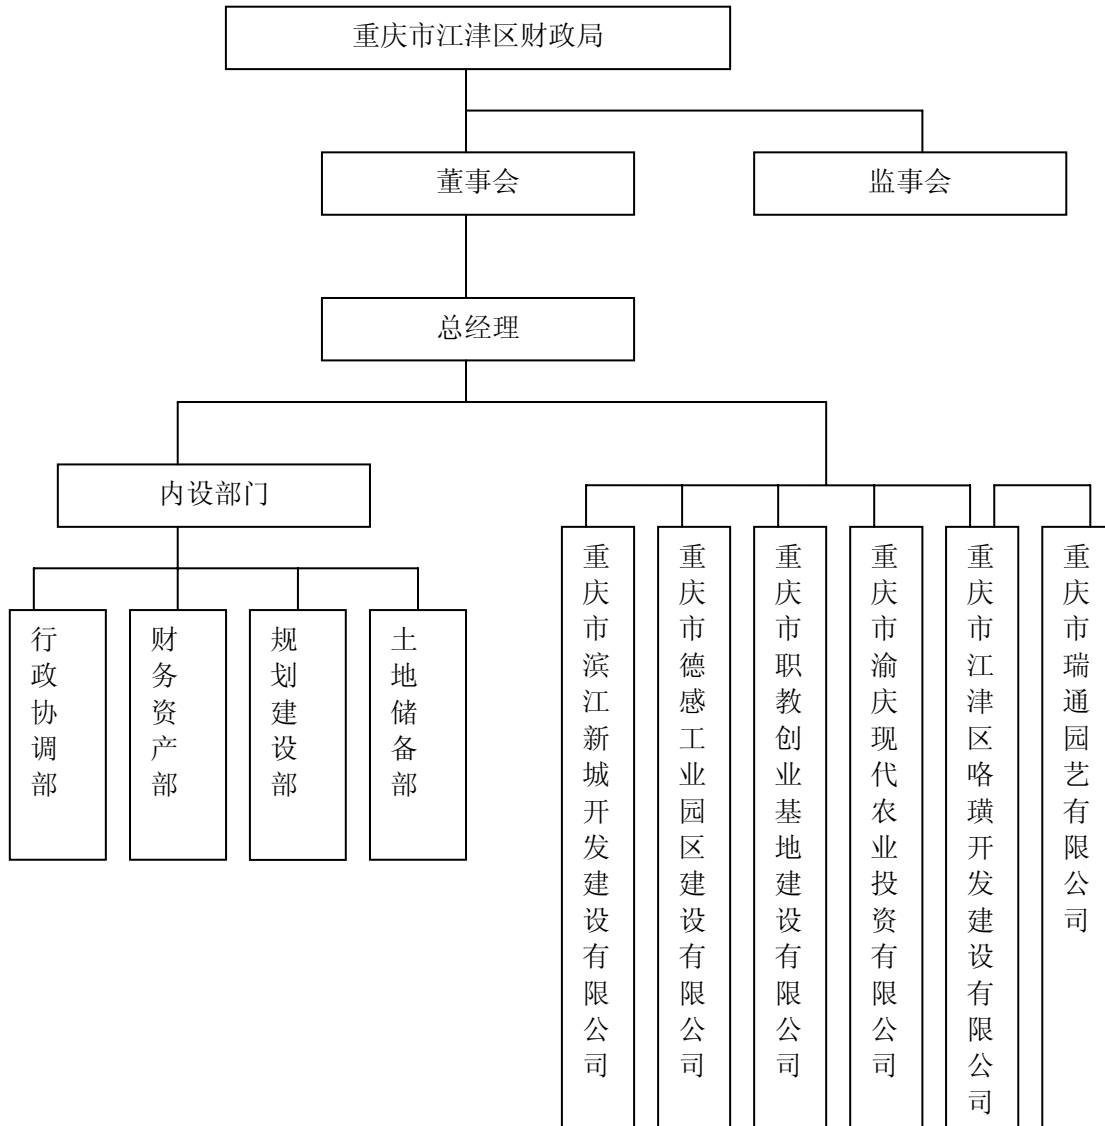 重庆市江津区财政局
董事会
监事会
总经理
内设部门
行政协调部
财务资产部
规划建设部
土地储备部
重庆市滨江新城开发建设有限公司
重庆市德感工业园区建设有限公司
重庆市职教创业基地建设有限公司
重庆市渝庆现代农业投资有限公司
重庆市江津区咯璜开发建设有限公司
重庆市瑞通园艺有限公司